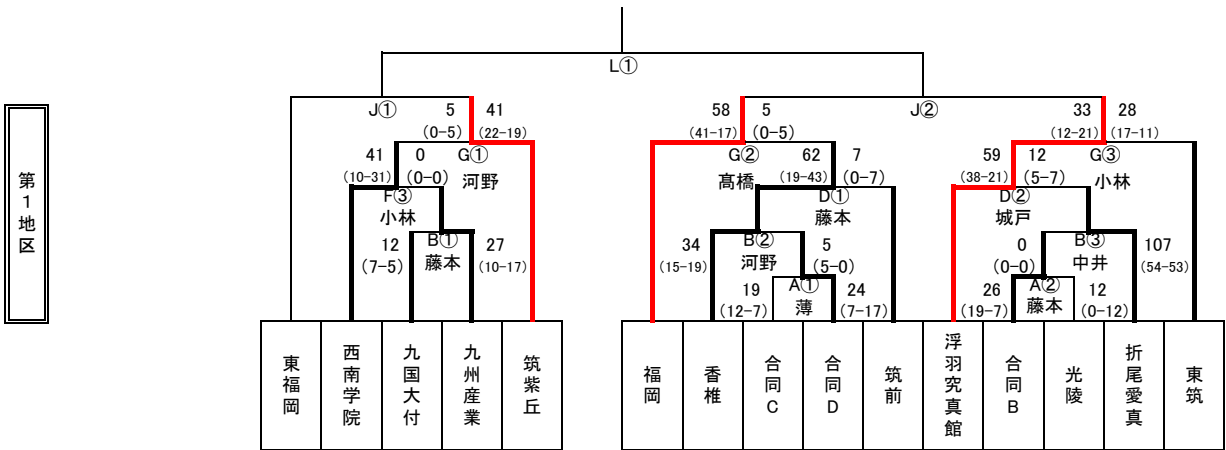 L①
J①
5
41
58
5
J②
33
28
(0-5)
(22-19)
(41-17)
(0-5)
(12-21)
(17-11)
41
0
G①
G②
62
7
59
12
G③
(10-31)
(0-0)
河野
髙橋
(19-43)
(0-7)
(38-21)
(5-7)
小林
F③
D①
D②
小林
藤本
城戸
12
B①
27
34
B②
5
0
B③
107
(7-5)
藤本
(10-17)
(15-19)
河野
(5-0)
(0-0)
中井
(54-53)
19
A①
24
26
A②
12
(12-7)
薄
(7-17)
(19-7)
藤本
(0-12)
第1地区
東福岡
西南学院
九国大付
九州産業
筑紫丘
福岡
香椎
合同C
合同D
筑前
浮羽究真館
合同B
光陵
折尾愛真
東筑